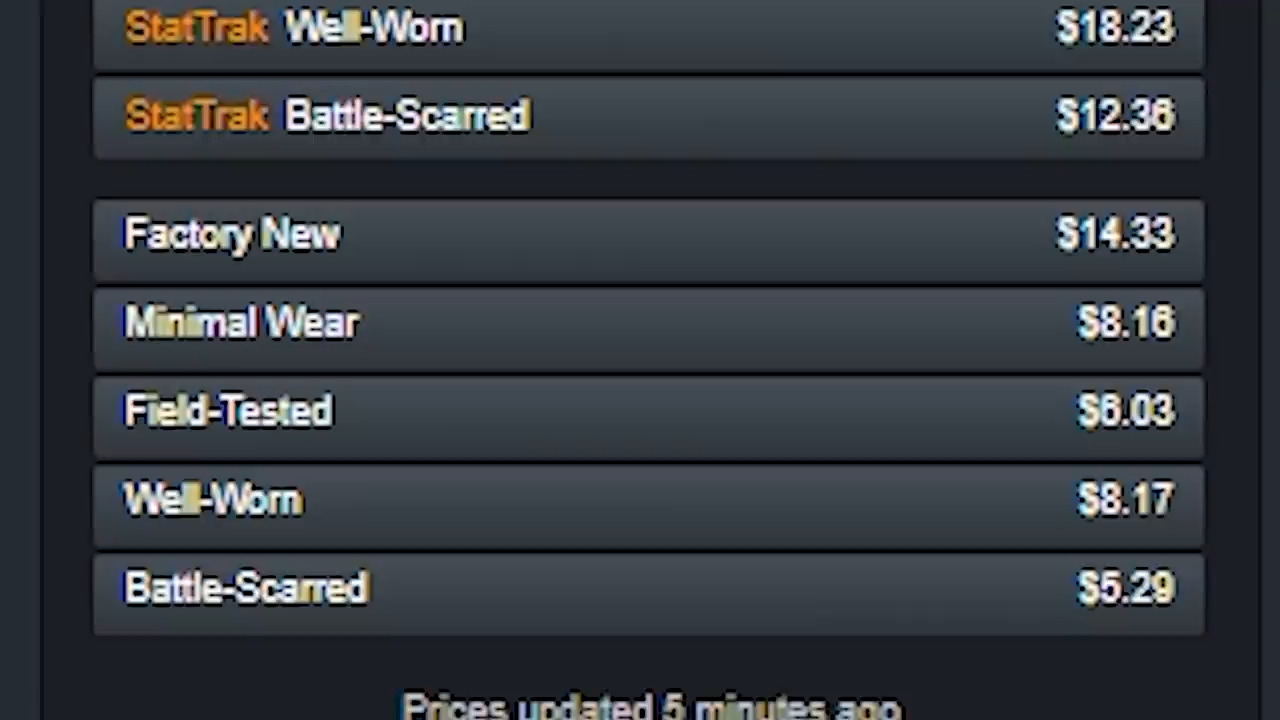 StatTrak Well-Worn $18.23
StatTrak Battle-Scarred $12.36
Factory New $14.33
Minimal Wear $8.16
Field-Tested $6.03
Well-Worn $8.17
Battle-Scarred $5.29
Prices updated 5 minutes ago